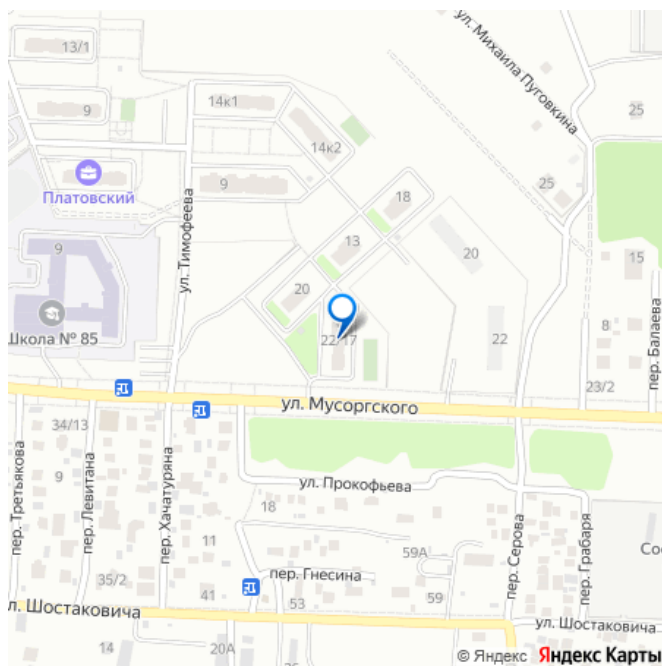 ул. Михаила Пуговкина
13/1
9
14к1
14к2
25
25
Платовский
9
18
ул. Тимофеева
13
20
9
15
20
Школа № 85
22/17
22
8
пер. Балаева
23/2
ул. Мусоргского
34/13
пер. Третьякова
9
пер. Левитана
пер. Хачатуряна
ул. Прокофьева
18
11
59А
пер. Серова
пер. Грабаря
Со
35/2
41
пер. Гнесина
59
л. Шостаковича
53
ул. Шостаковича
20А
23
© Яндекс Яндекс Карты